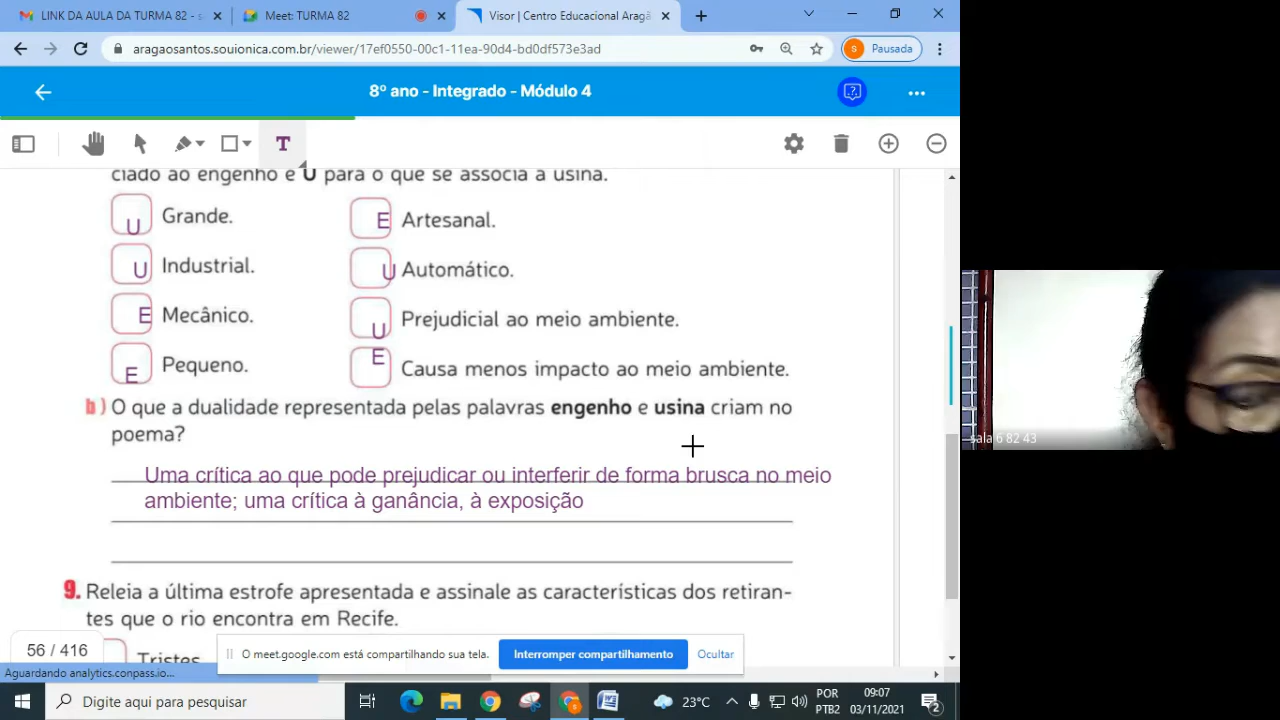 LINK DA AULA DA TURMA 82 - s
Meet: TURMA 82
Visor | Centro Educacional Aragã
aragaosantos.souionica.com.br/viewer/17ef0550-00c1-11ea-90d4-bd0df573e3ad
S Pausada
8º ano - Integrado - Módulo 4
T
ciado ao engenho e U para o que se associa à usina.
U Grande. E Artesanal.
U Industrial. U Automático.
E Mecânico. U Prejudicial ao meio ambiente.
E Pequeno. E Causa menos impacto ao meio ambiente.
b) O que a dualidade representada pelas palavras engenho e usina criam no
poema?
Uma crítica ao que pode prejudicar ou interferir de forma brusca no meio
ambiente; uma crítica à ganância, à exposição
9. Releia a última estrofe apresentada e assinale as características dos retiran-
tes que o rio encontra em Recife.
Tristes
56 / 416
O meet.google.com está compartilhando sua tela. Interromper compartilhamento Ocultar
Aguardando analytics.conpass.io...
Digite aqui para pesquisar
23°C
POR
PTB2
09:07
03/11/2021
2
sala 6 82 43